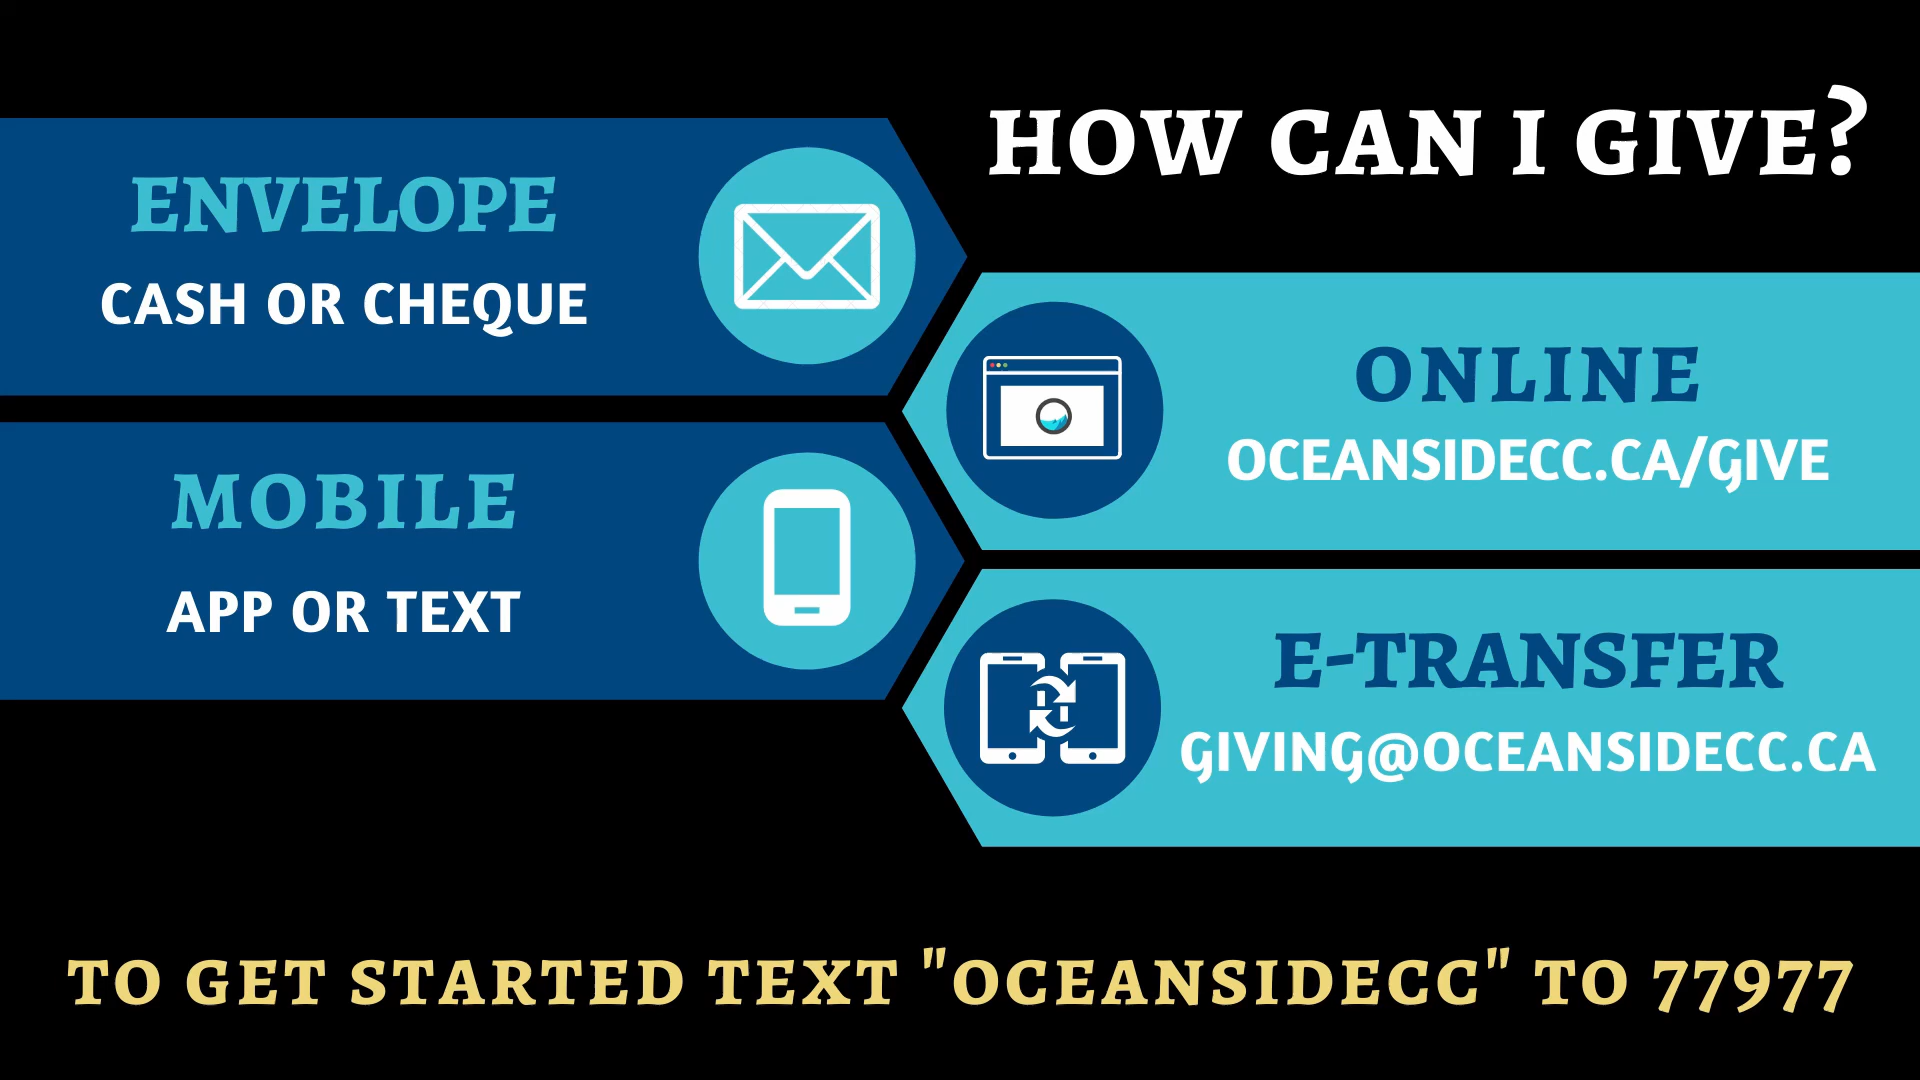 HOW CAN I GIVE?
ENVELOPE
CASH OR CHEQUE
ONLINE
OCEANSIDECC.CA/GIVE
MOBILE
APP OR TEXT
E-TRANSFER
GIVING@OCEANSIDECC.CA
TO GET STARTED TEXT "OCEANSIDECC" TO 77977